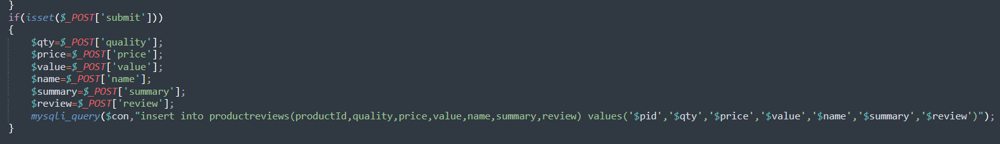 }
if(isset($_POST['submit']))
{
    $qty=$_POST['quality'];
    $price=$_POST['price'];
    $value=$_POST['value'];
    $name=$_POST['name'];
    $summary=$_POST['summary'];
    $review=$_POST['review'];
    mysqli_query($con,"insert into productreviews(productId,quality,price,value,name,summary,review) values('$pid','$qty','$price','$value','$name','$summary','$review')");
}